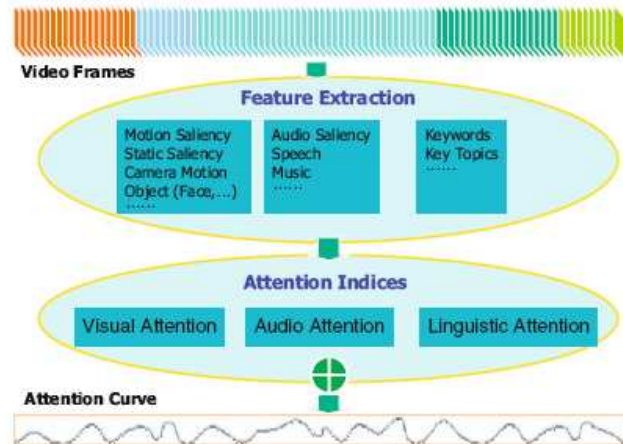 Video Frames
Feature Extraction
Motion Saliency
Static Saliency
Camera Motion
Object (Face,...)
......
Audio Saliency
Speech
Music
......
Keywords
Key Topics
......
Attention Indices
Visual Attention
Audio Attention
Linguistic Attention
Attention Curve